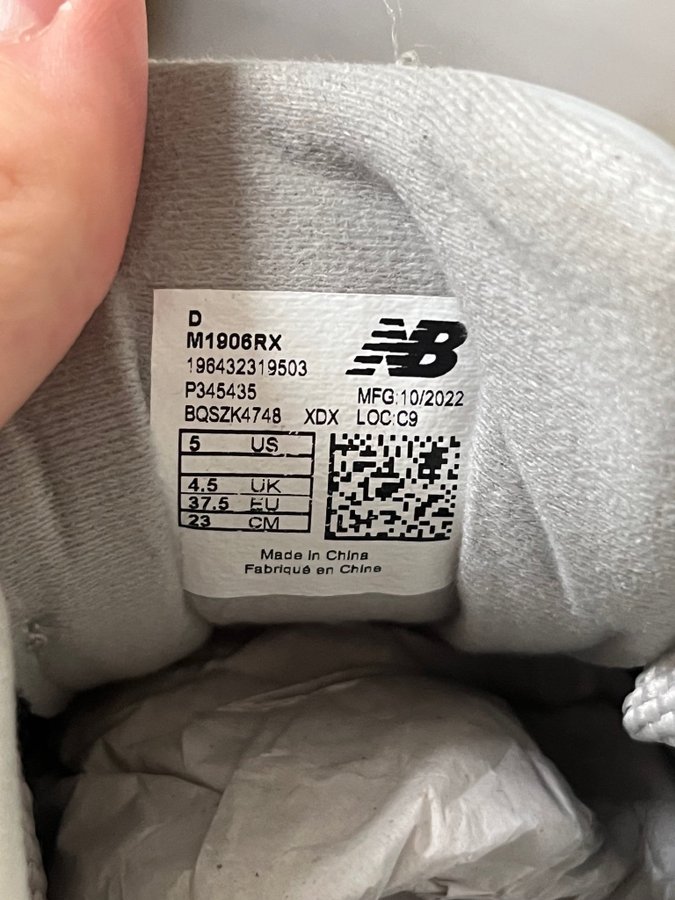 D
M1906RX
196432319503
P345435
BQSZK4748 XDX
NB
MFG:10/2022
LOC:C9
5 US
4.5 UK
37.5 EU
23 CM
Made in China
Fabriqué en Chine